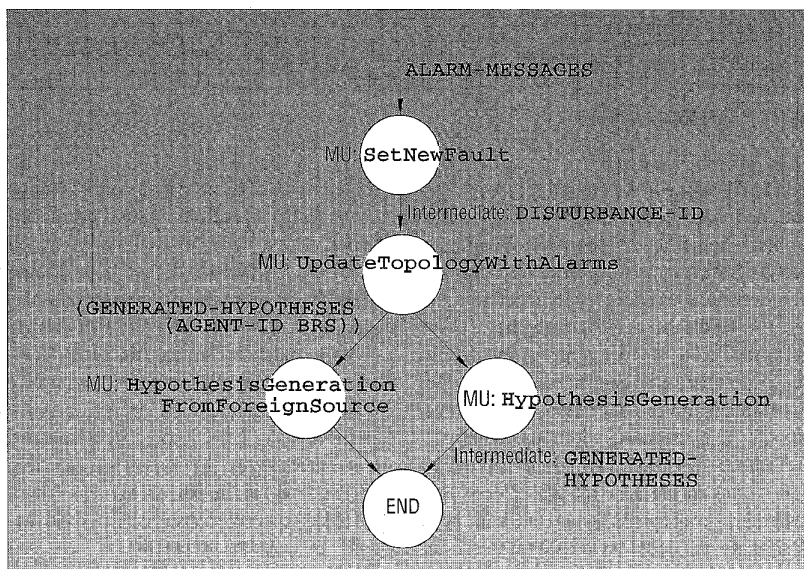 ALARM-MESSAGES
MU: SetNewFault
Intermediate: DISTURBANCE-ID
MU: UpdateTopologyWithAlarms
(GENERATED-HYPOTHESES
(AGENT-ID BRS))
MU: HypothesisGeneration
FromForeignSource
MU: HypothesisGeneration
Intermediate: GENERATED-
HYPOTHESES
END